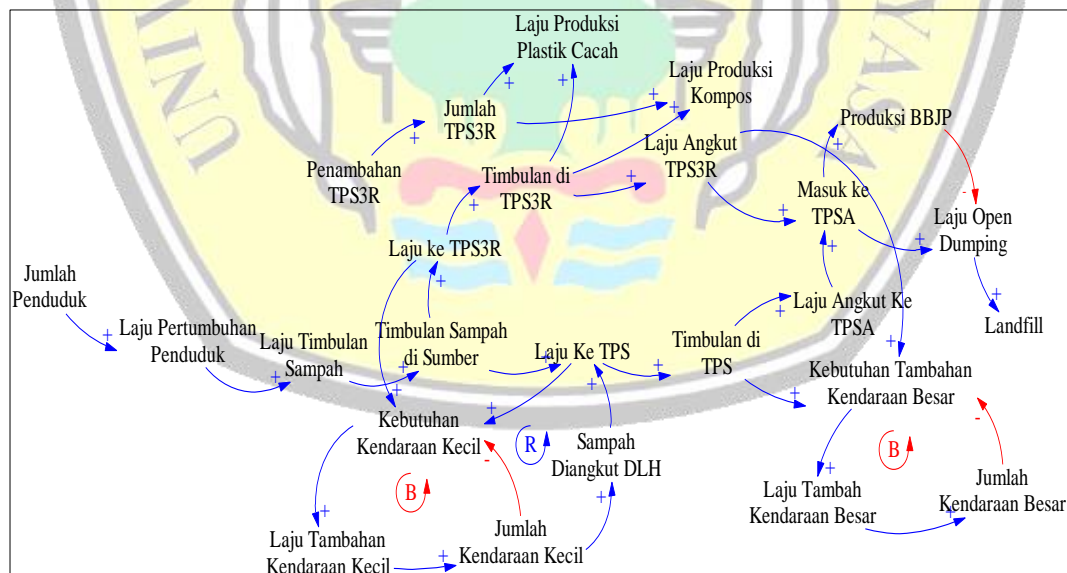 Laju Produksi
Plastik Cacah
Laju Produksi
Kompos
Jumlah
TPS3R
Produksi BBJP
Penambahan
TPS3R
Timbulan di
TPS3R
Laju Angkut
TPS3R
Masuk ke
TPSA
Laju Open
Dumping
Laju ke TPS3R
Jumlah
Penduduk
Laju Pertumbuhan
Penduduk
Laju Timbulan
Sampah
Timbulan Sampah
di Sumber
Laju Ke TPS
Timbulan di
TPS
Laju Angkut Ke
TPSA
Landfill
Kebutuhan Tambahan
Kendaraan Besar
Kebutuhan
Kendaraan Kecil
R
Sampah
Diangkut DLH
B
B
Laju Tambah
Kendaraan Besar
Jumlah
Kendaraan Besar
Laju Tambahan
Kendaraan Kecil
Jumlah
Kendaraan Kecil
UNI
YASA